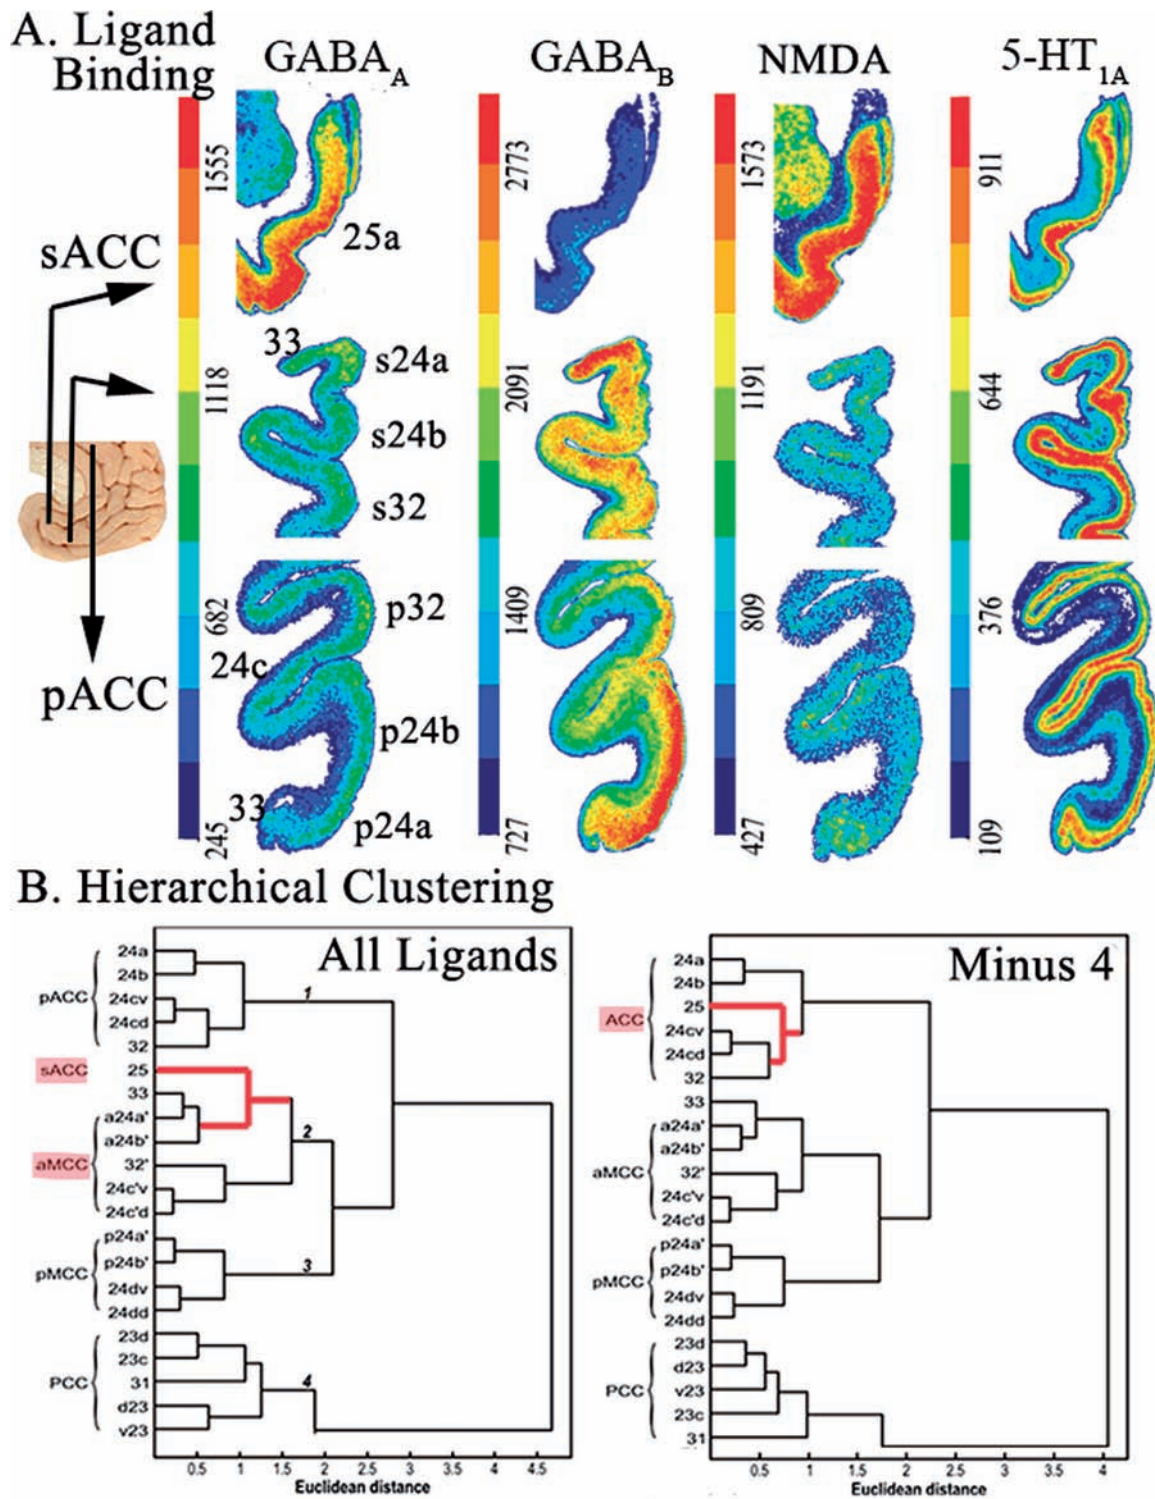 A. Ligand
Binding
GABA_A
GABA_B
NMDA
5-HT_1A
1555
1118
682
245
2773
2091
1409
727
1573
1191
809
427
911
644
376
109
sACC
pACC
25a
33
s24a
s24b
s32
p32
24c
p24b
33
p24a
B. Hierarchical Clustering
All Ligands
pACC
24a
24b
24cv
24cd
32
sACC
25
33
aMCC
a24a'
a24b'
32'
24c'v
24c'd
pMCC
p24a'
p24b'
24dv
24dd
PCC
23d
23c
31
d23
v23
1
2
3
4
0.5 1 1.5 2 2.5 3 3.5 4 4.5
Euclidean distance
Minus 4
ACC
24a
24b
25
24cv
24cd
32
33
aMCC
a24a'
a24b'
32'
24c'v
24c'd
pMCC
p24a'
p24b'
24dv
24dd
PCC
23d
d23
v23
23c
31
0.5 1 1.5 2 2.5 3 3.5 4
Euclidean distance